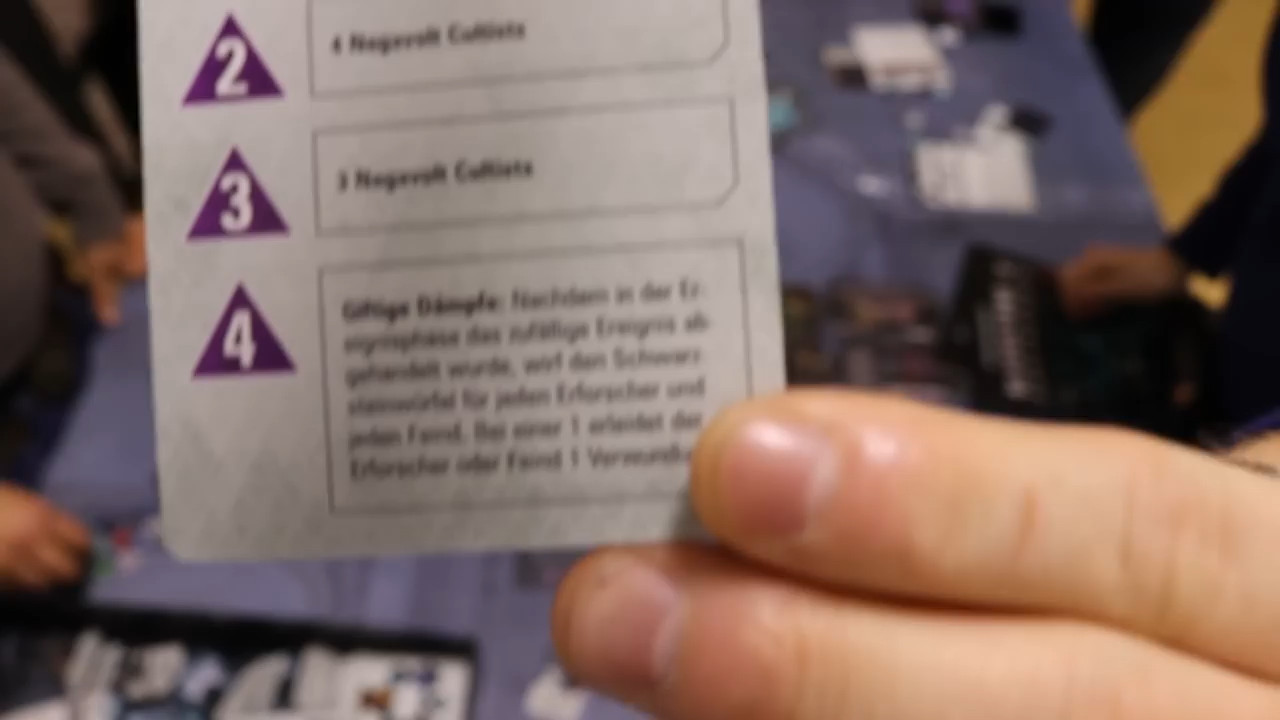 2
4 Negavolt Cultists
3
3 Negavolt Cultists
4
Giftige Dämpfe: Nachdem in der Er-
eignisphase das zufällige Ereignis ab-
gehandelt wurde, wirf den Schwarz-
steinwürfel für jeden Erforscher und
jeden Feind. Bei einer 1 erleidet der
Erforscher oder Feind 1